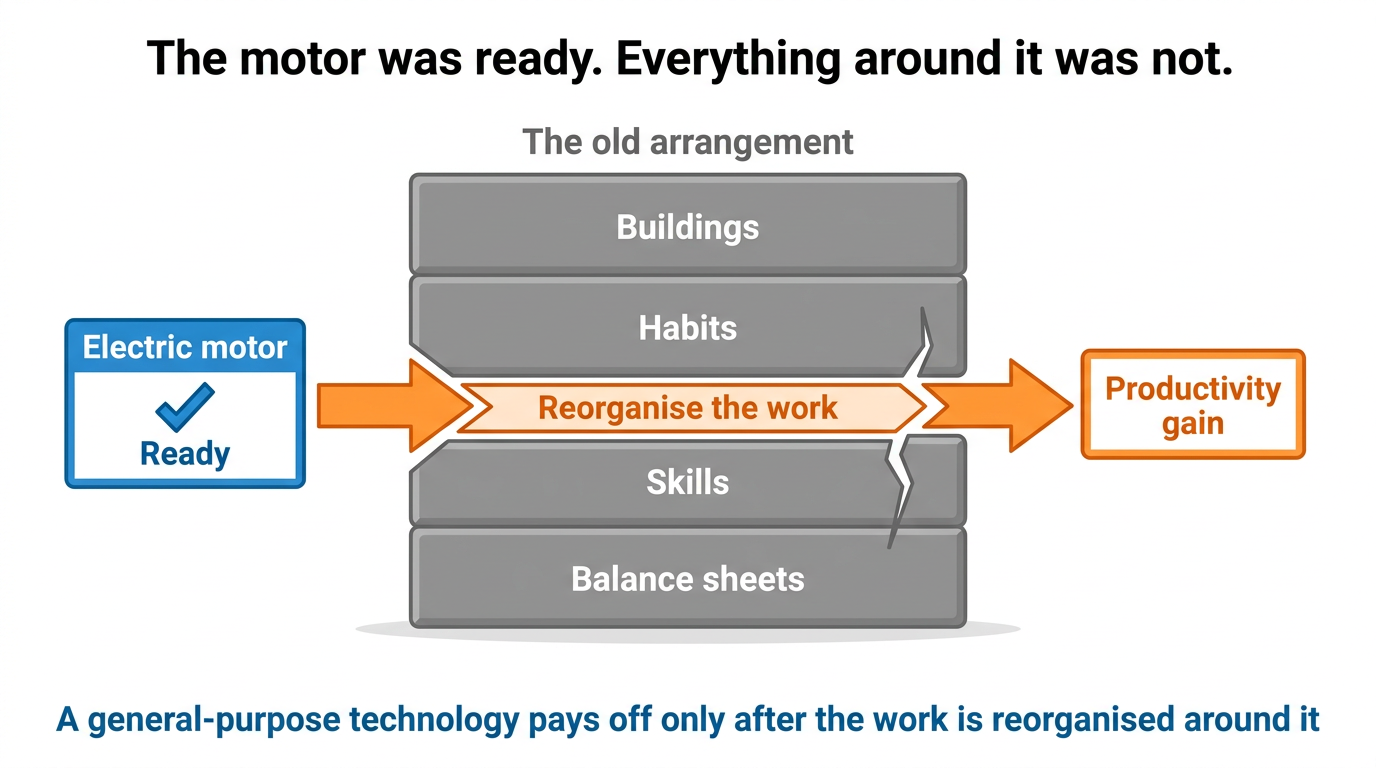 The motor was ready. Everything around it was not.
The old arrangement
Buildings
Habits
Electric motor
Ready
Reorganise the work
Productivity
gain
Skills
Balance sheets
A general-purpose technology pays off only after the work is reorganised around it